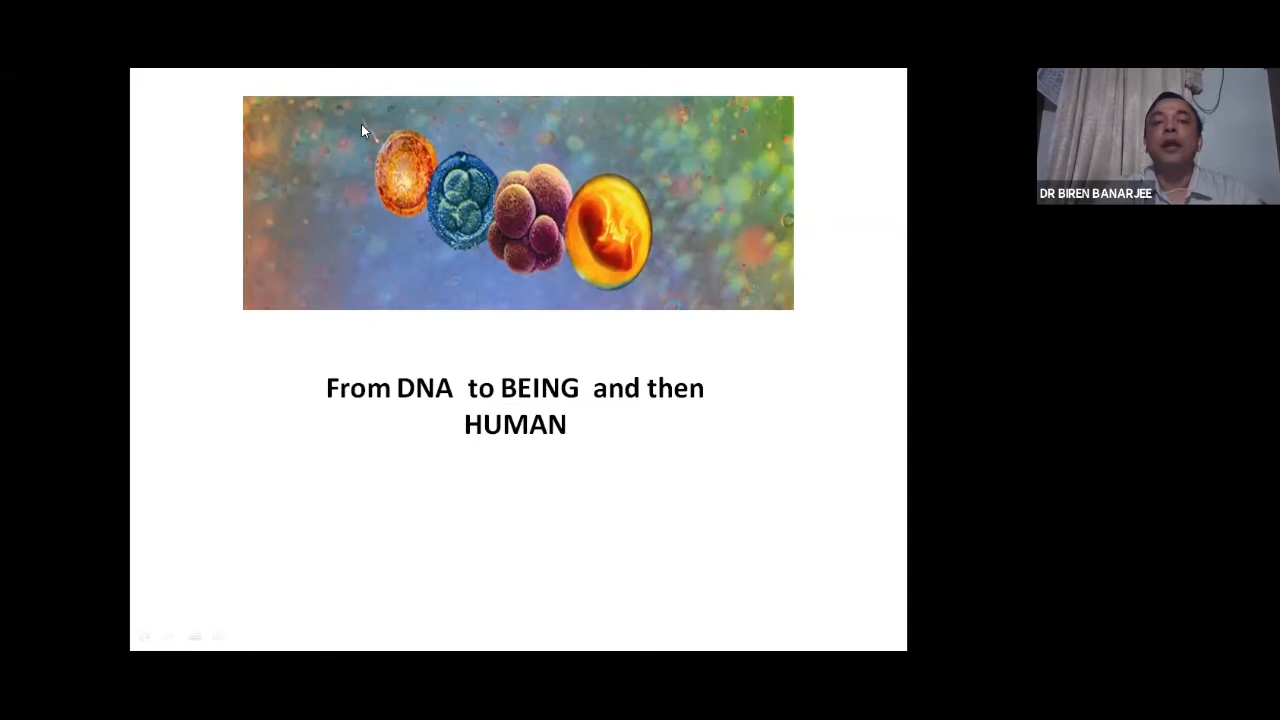 From DNA to BEING and then
HUMAN
DR BIREN BANARJEE